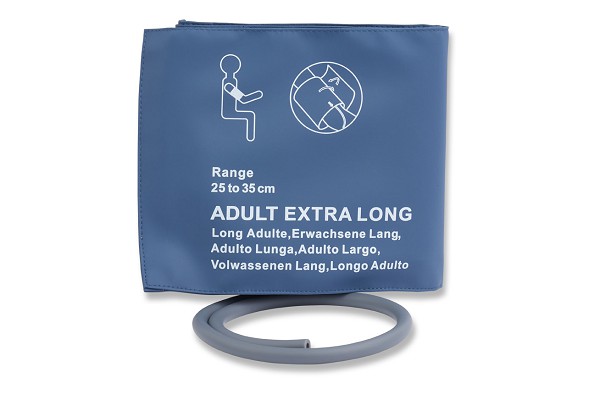 Range
25 to 35 cm
ADULT EXTRA LONG
Long Adulte,Erwachsene Lang,
Adulto Lunga,Adulto Largo,
Volwassenen Lang,Longo Adulto